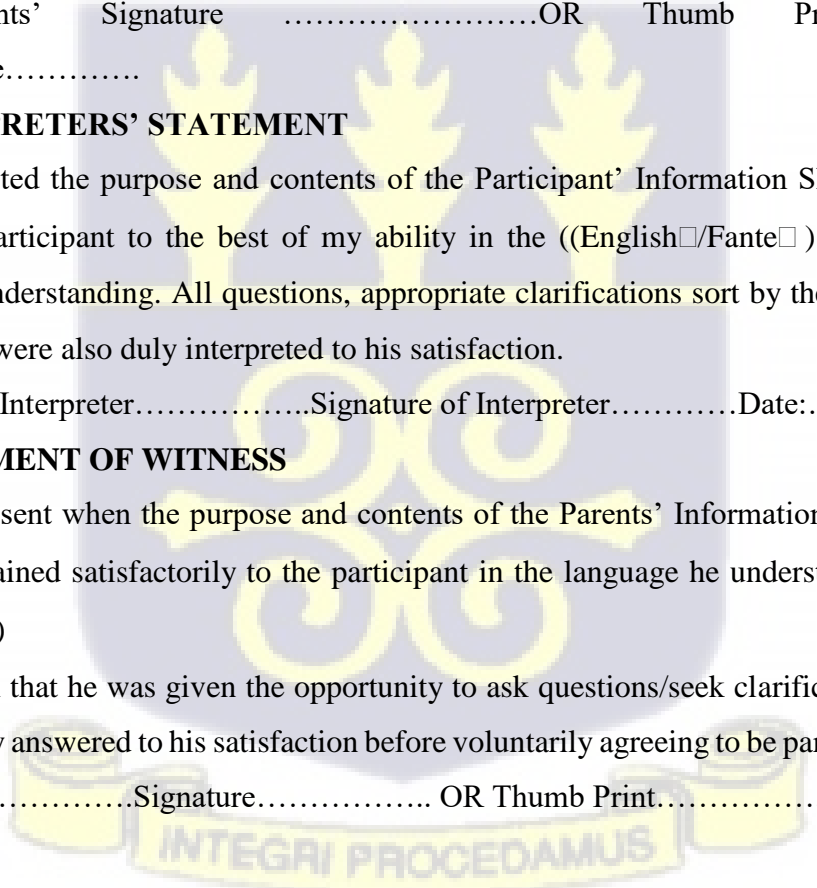 nts’ Signature ……………………OR Thumb Pr
e………….
RETERS’ STATEMENT
ted the purpose and contents of the Participant’ Information S
articipant to the best of my ability in the ((English□/Fante□ )
nderstanding. All questions, appropriate clarifications sort by the
were also duly interpreted to his satisfaction.
Interpreter……………..Signature of Interpreter…………Date:..
MENT OF WITNESS
sent when the purpose and contents of the Parents’ Information
ained satisfactorily to the participant in the language he underst
)
that he was given the opportunity to ask questions/seek clarific
y answered to his satisfaction before voluntarily agreeing to be par
………….Signature…………….. OR Thumb Print……………
INTEGRI PROCEDAMUS